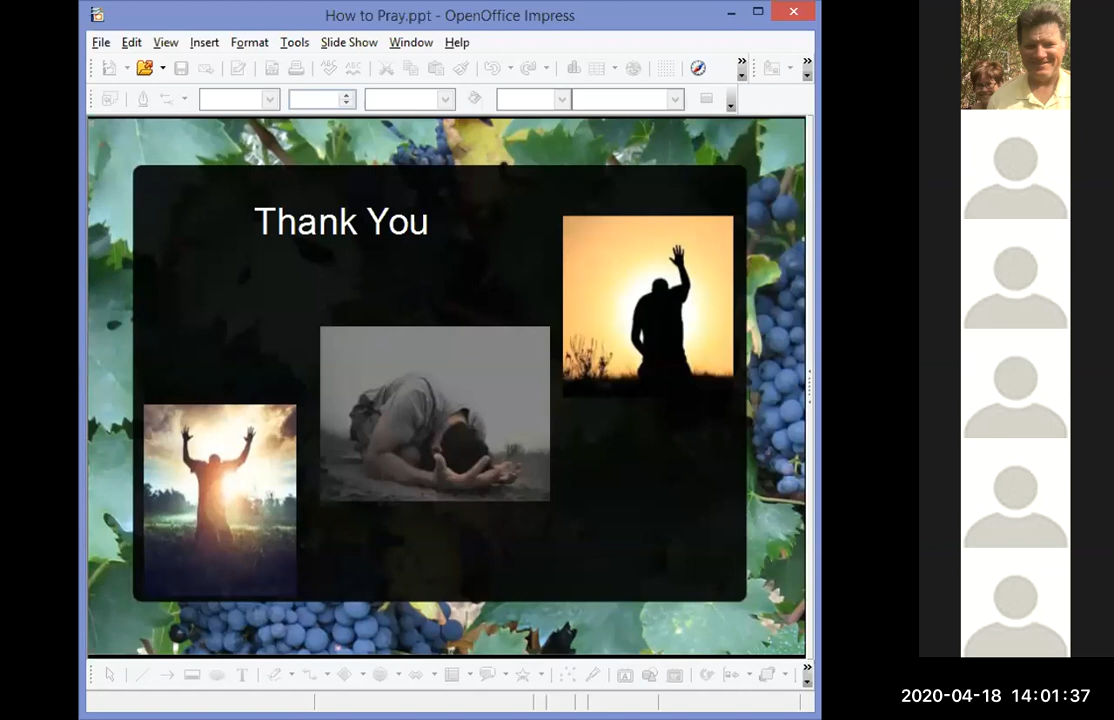 How to Pray.ppt - OpenOffice Impress
File Edit View Insert Format Tools Slide Show Window Help
Thank You
2020-04-18 14:01:37